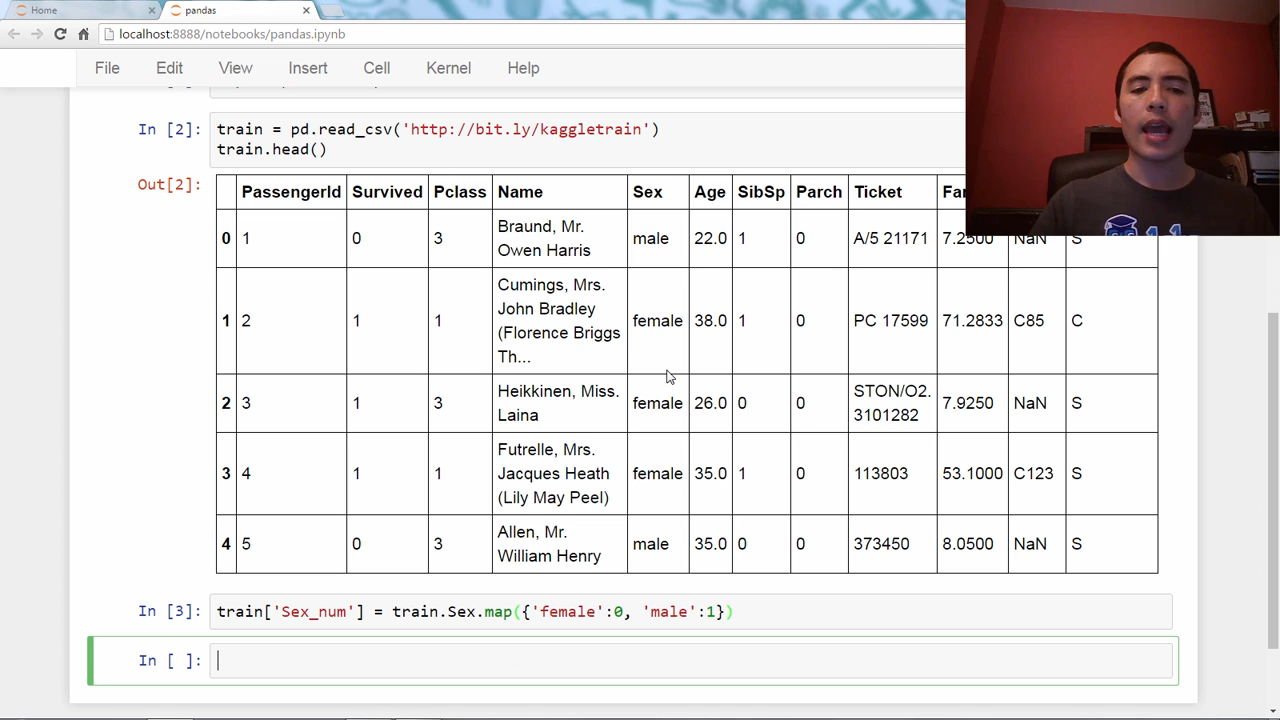 Home
pandas
localhost:8888/notebooks/pandas.ipynb
File Edit View Insert Cell Kernel Help
In [2]: train = pd.read_csv('http://bit.ly/kaggletrain')
train.head()
Out[2]:
PassengerId Survived Pclass Name Sex Age SibSp Parch Ticket
0 1 0 3 Braund, Mr. Owen Harris male 22.0 1 0 A/5 21171 7.2500 NaN S
1 2 1 1 Cumings, Mrs. John Bradley (Florence Briggs Th... female 38.0 1 0 PC 17599 71.2833 C85 C
2 3 1 3 Heikkinen, Miss. Laina female 26.0 0 0 STON/O2. 3101282 7.9250 NaN S
3 4 1 1 Futrelle, Mrs. Jacques Heath (Lily May Peel) female 35.0 1 0 113803 53.1000 C123 S
4 5 0 3 Allen, Mr. William Henry male 35.0 0 0 373450 8.0500 NaN S
In [3]: train['Sex_num'] = train.Sex.map({'female':0, 'male':1})
In [ ]: